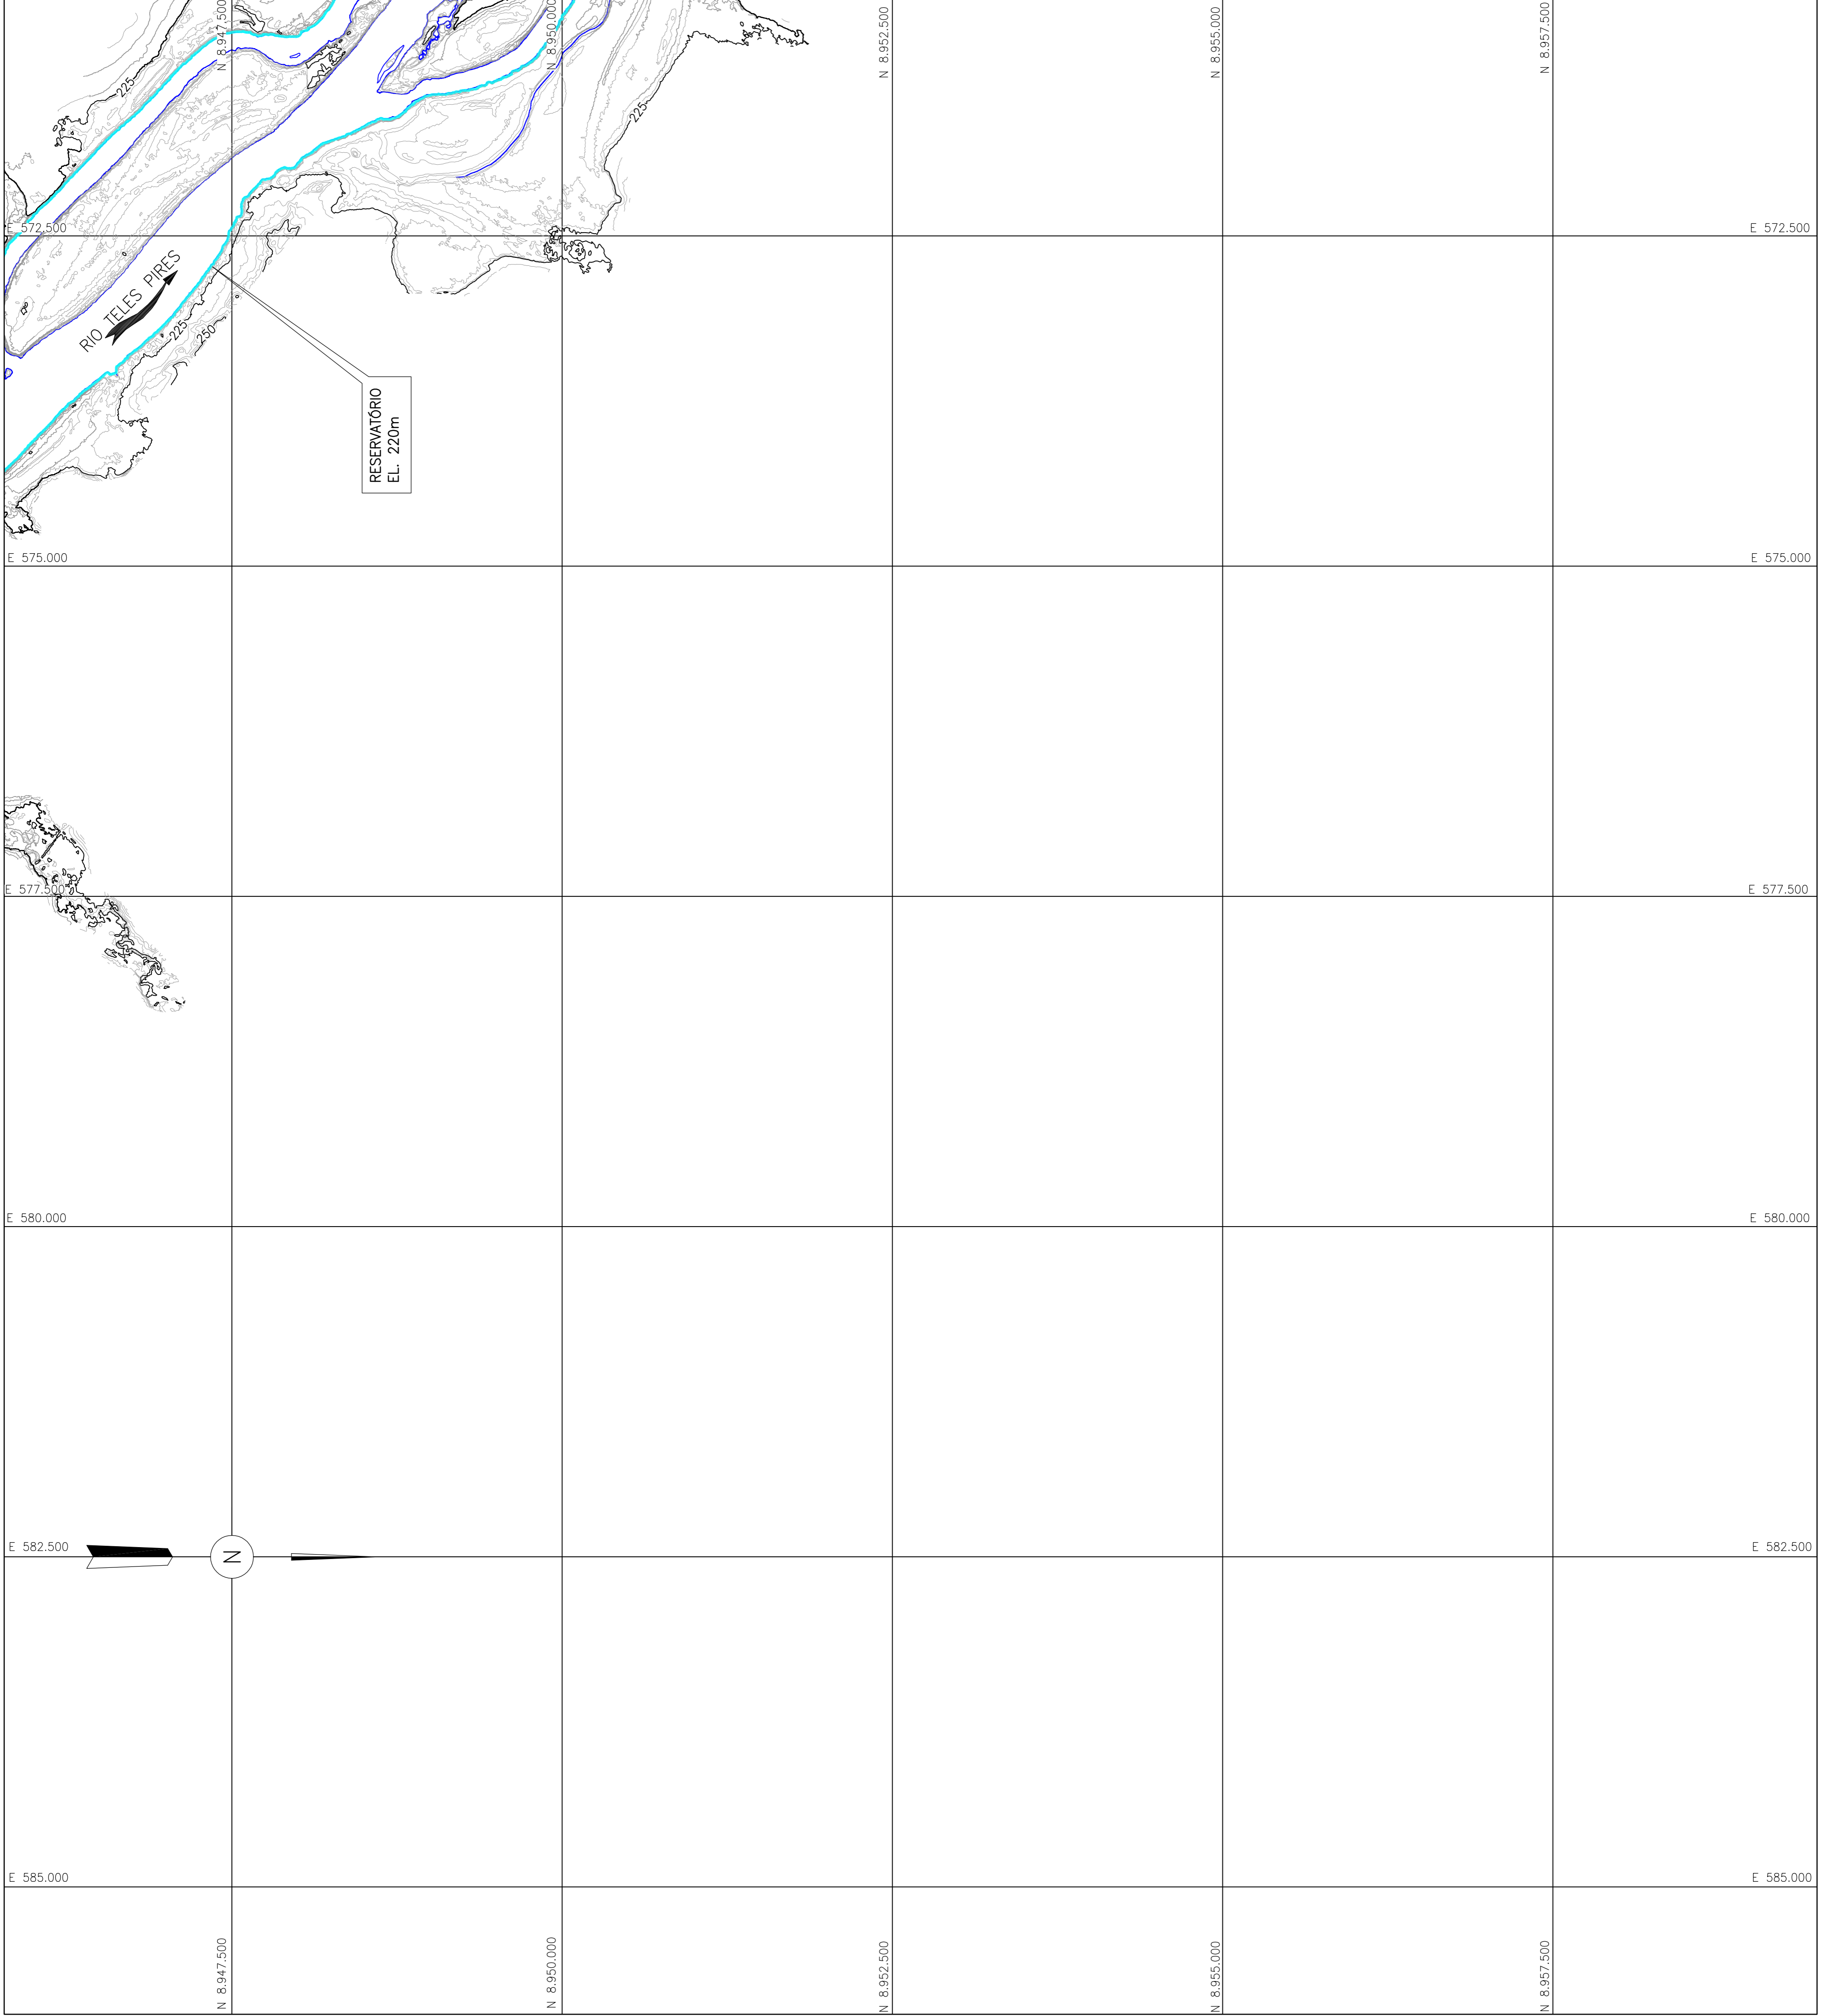 N 8.947.500
N 8.950.000
N 8.952.500
N 8.955.000
N 8.957.500
225
225
E 572.500
E 572.500
RIO TELES PIRES
225
250
RESERVATÓRIO
EL. 220m
E 575.000
E 575.000
E 577.500
E 577.500
E 580.000
E 580.000
E 582.500
N
E 582.500
E 585.000
E 585.000
N 8.947.500
N 8.950.000
N 8.952.500
N 8.955.000
N 8.957.500